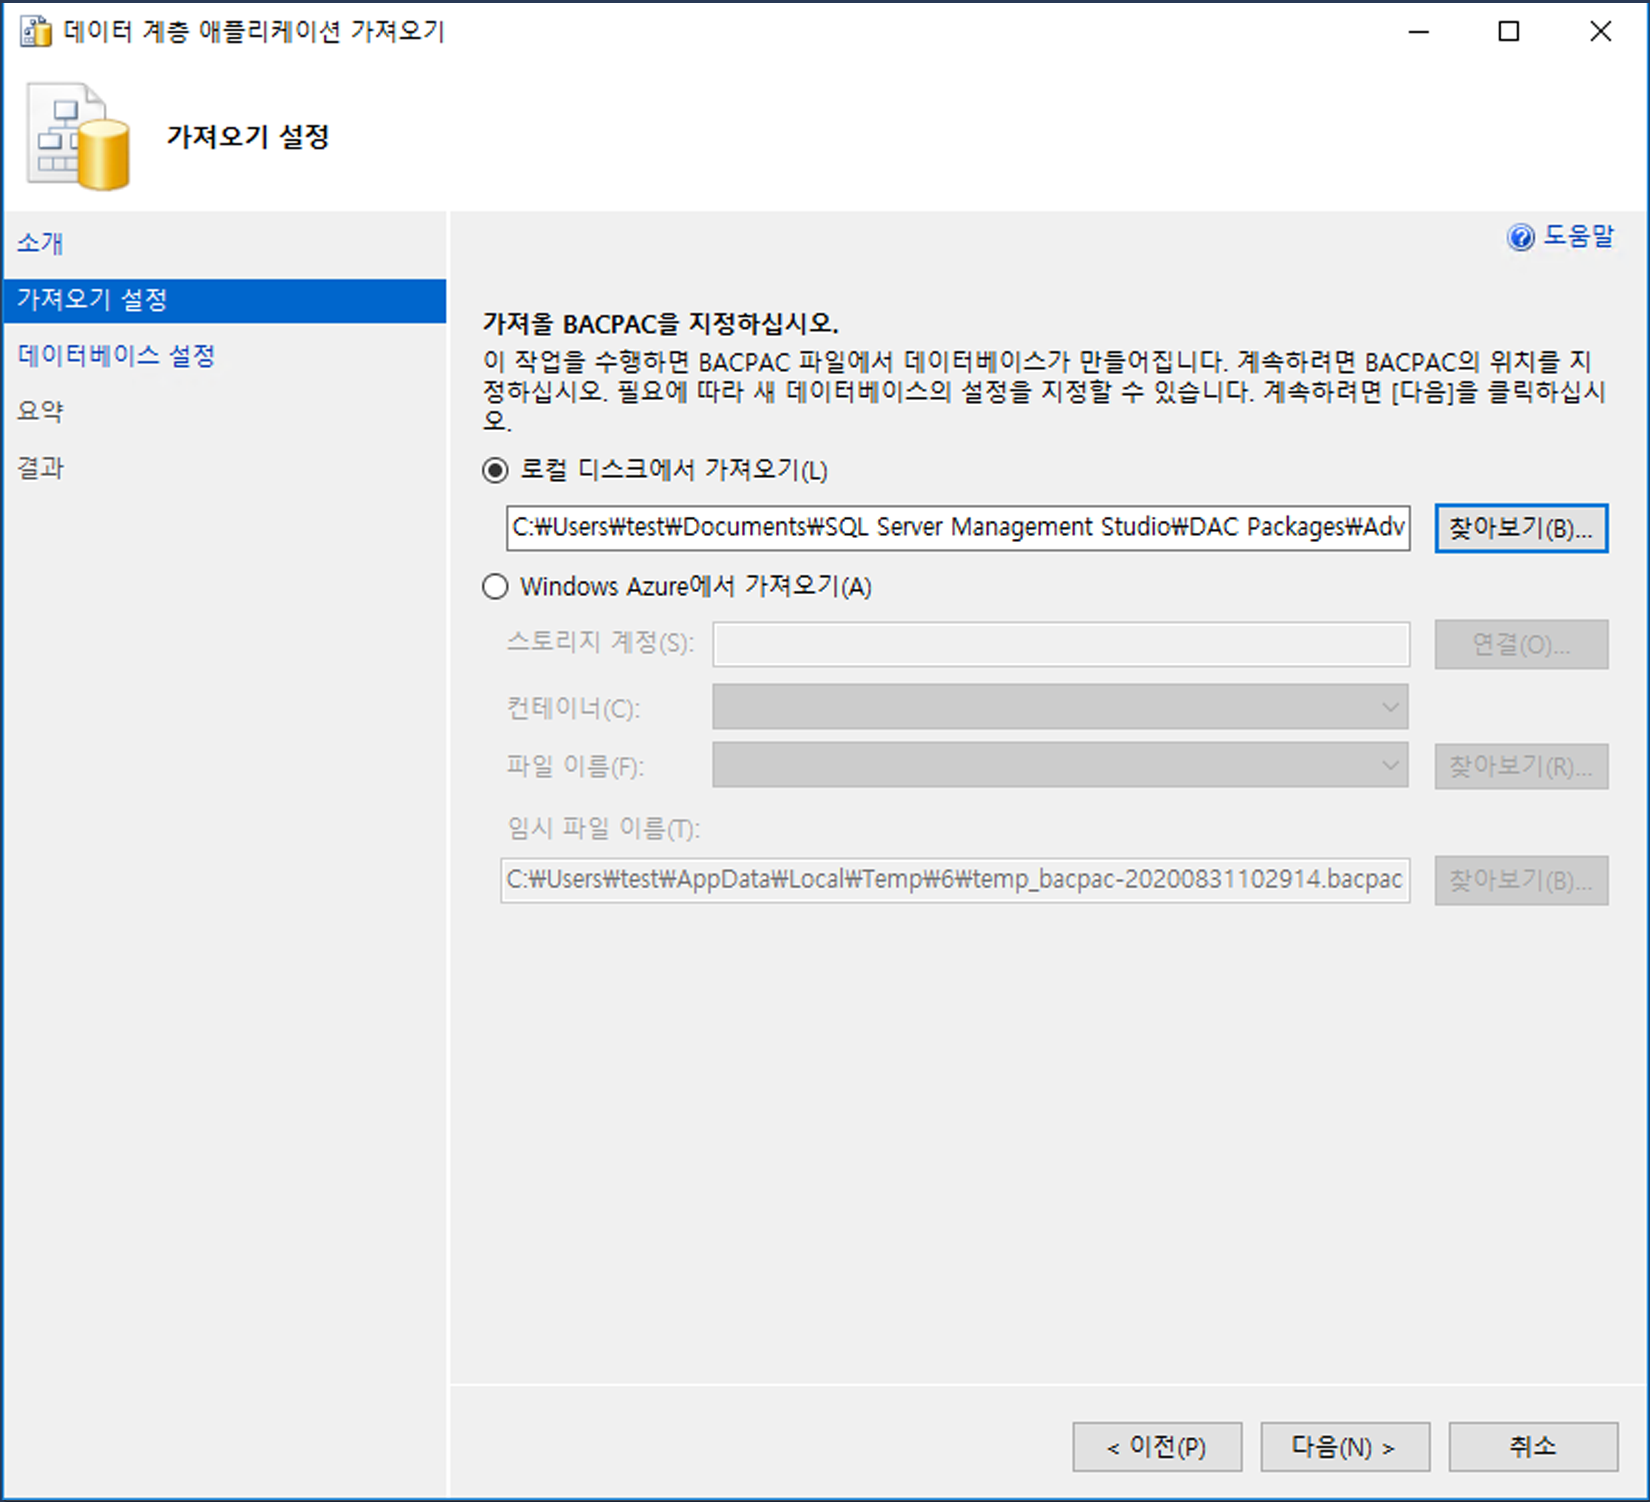 데이터 계층 애플리케이션 가져오기
가져오기 설정
소개
가져오기 설정
데이터베이스 설정
요약
결과
도움말
가져올 BACPAC을 지정하십시오.
이 작업을 수행하면 BACPAC 파일에서 데이터베이스가 만들어집니다. 계속하려면 BACPAC의 위치를 지
정하십시오. 필요에 따라 새 데이터베이스의 설정을 지정할 수 있습니다. 계속하려면 [다음]을 클릭하십시
오.
로컬 디스크에서 가져오기(L)
C:₩Users₩test₩Documents₩SQL Server Management Studio₩DAC Packages₩Adv 찾아보기(B)...
Windows Azure에서 가져오기(A)
스토리지 계정(S): 연결(O)...
컨테이너(C):
파일 이름(F): 찾아보기(R)...
임시 파일 이름(T):
C:₩Users₩test₩AppData₩Local₩Temp₩6₩temp_bacpac-20200831102914.bacpac 찾아보기(B)...
< 이전(P) 다음(N) > 취소